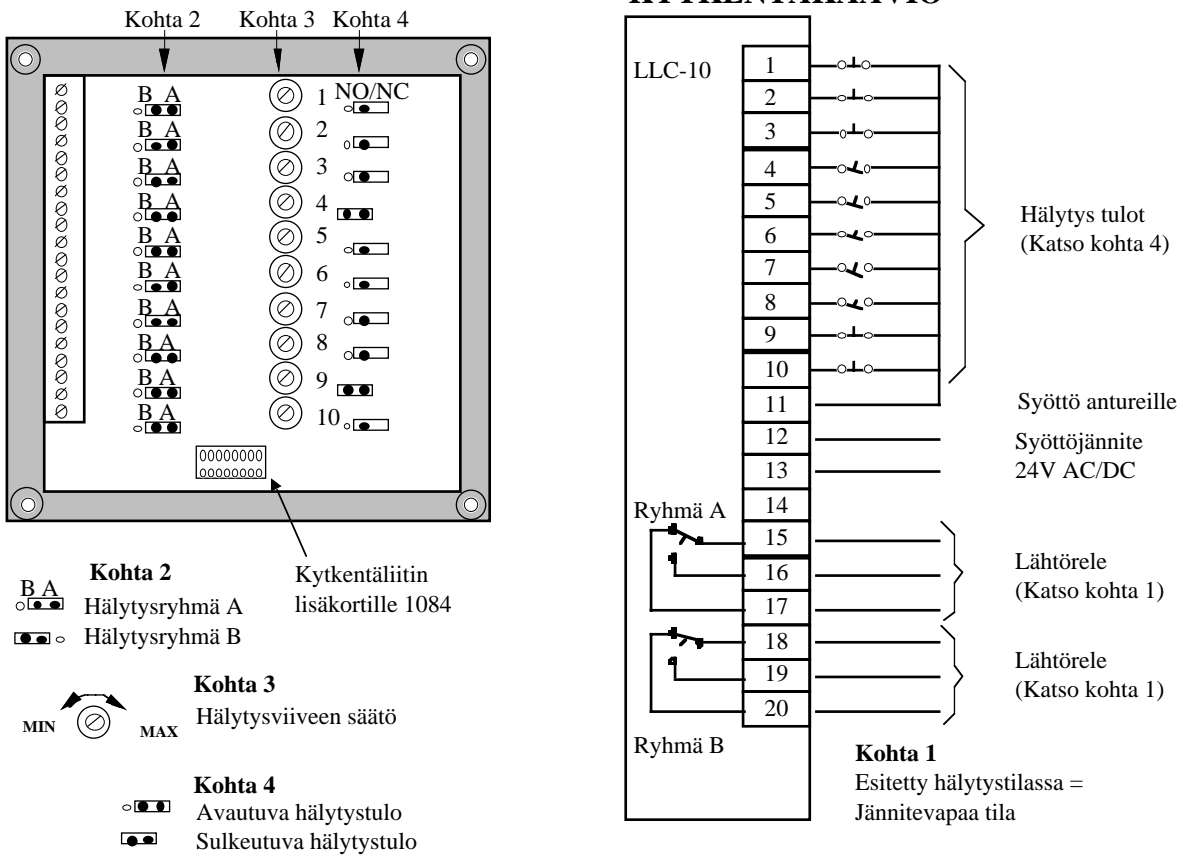 Kohta 2 Kohta 3 Kohta 4
B A 1 NO/NC
B A 2
B A 3
B A 4
B A 5
B A 6
B A 7
B A 8
B A 9
B A 10
00000000
00000000
Kytkentäliitin
lisäkortille 1084
Kohta 2
B A
Hälytysryhmä A
Hälytysryhmä B
Kohta 3
MIN MAX Hälytysviiveen säätö
Kohta 4
Avautuva hälytystulo
Sulkeutuva hälytystulo
LLC-10
1
2
3
4
5
6
7
8
9
10
11
12
13
14
15
16
17
18
19
20
Hälytys tulot
(Katso kohta 4)
Syöttö antureille
Syöttöjännite
24V AC/DC
Ryhmä A
Lähtörele
(Katso kohta 1)
Lähtörele
(Katso kohta 1)
Ryhmä B
Kohta 1
Esitetty hälytystilassa =
Jännitevapaa tila